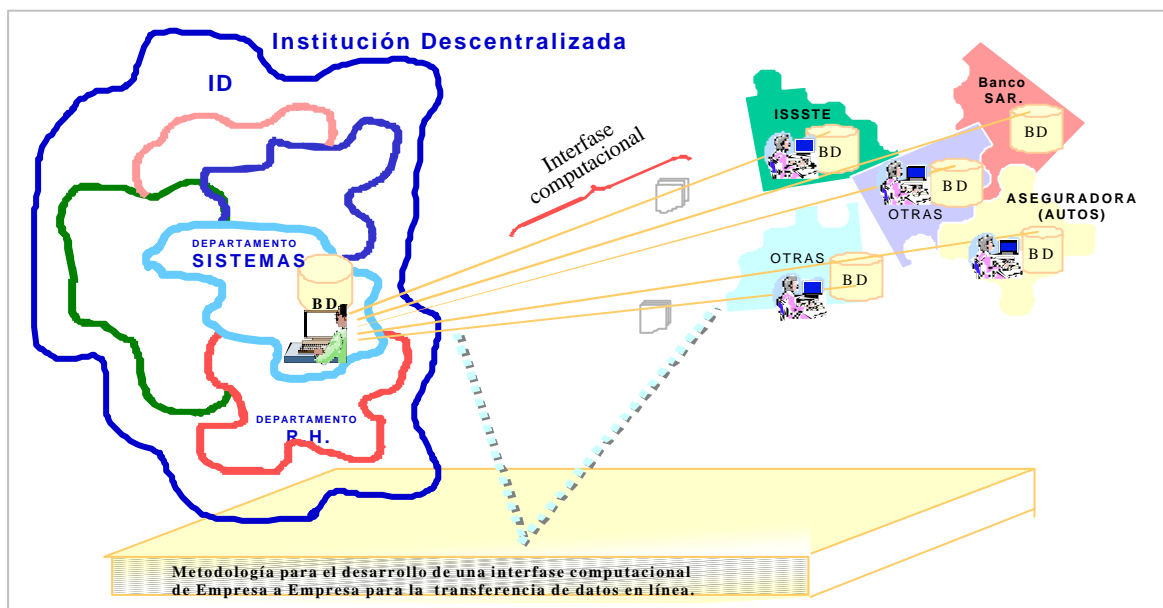 Institución Descentralizada
ID
DEPARTAMENTO
SISTEMAS
BD
DEPARTAMENTO
R.H.
Interfase
computacional
ISSSTE
BD
Banco
SAR.
BD
BD
OTRAS
ASEGURADORA
(AUTOS)
BD
OTRAS
BD
Metodología para el desarrollo de una interfase computacional
de Empresa a Empresa para la transferencia de datos en línea.